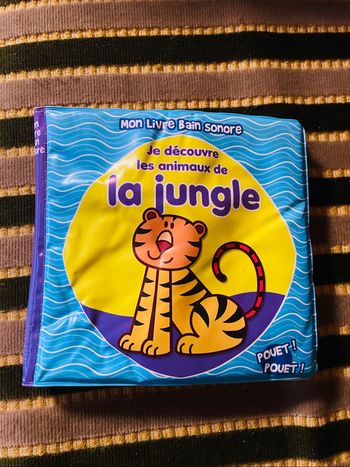 Mon Livre Bain Sonore
Je découvre
les animaux de
la jungle
POUET !
POUET !